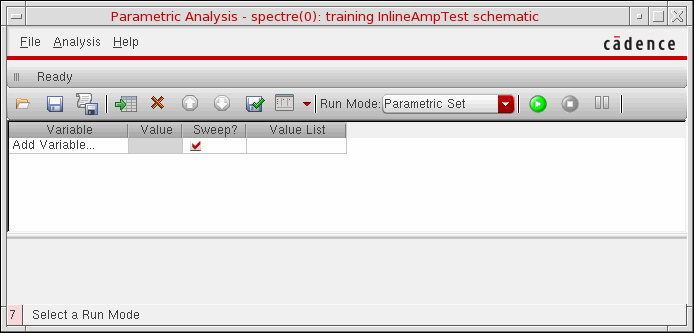 Parametric Analysis - spectre(0): training InlineAmpTest schematic
File Analysis Help
cādence
Ready
Run Mode: Parametric Set
Variable Value Sweep? Value List
Add Variable...
7 Select a Run Mode